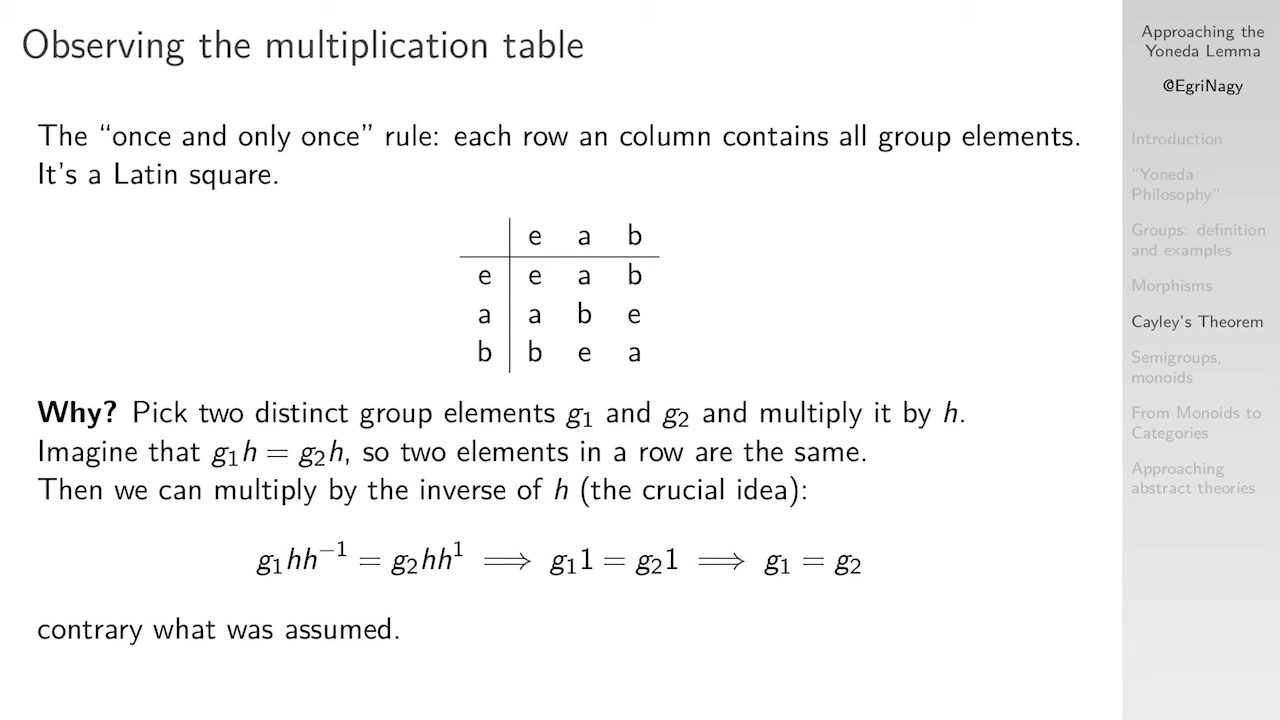 Observing the multiplication table
The “once and only once” rule: each row an column contains all group elements.
It’s a Latin square.
e a b
e e a b
a a b e
b b e a
Why? Pick two distinct group elements g₁ and g₂ and multiply it by h.
Imagine that g₁h = g₂h, so two elements in a row are the same.
Then we can multiply by the inverse of h (the crucial idea):
g₁hh⁻¹ = g₂hh¹ ⟹ g₁1 = g₂1 ⟹ g₁ = g₂
contrary what was assumed.
Approaching the
Yoneda Lemma
@EgriNagy
Introduction
“Yoneda
Philosophy”
Groups: definition
and examples
Morphisms
Cayley’s Theorem
Semigroups,
monoids
From Monoids to
Categories
Approaching
abstract theories